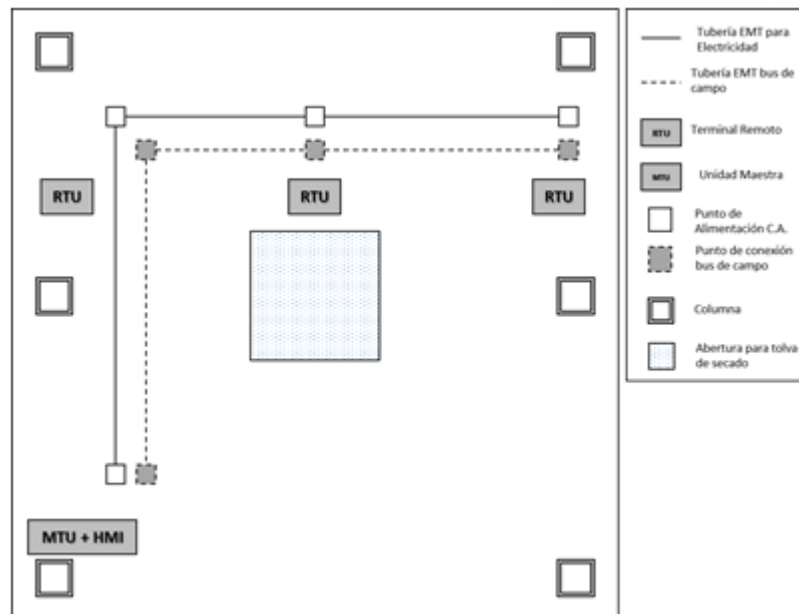 RTU
RTU
RTU
MTU + HMI
Tubería EMT para
Electricidad
Tubería EMT bus de
campo
RTU
Terminal Remoto
MTU
Unidad Maestra
Punto de
Alimentación C.A.
Punto de conexión
bus de campo
Columna
Abertura para tolva
de secado